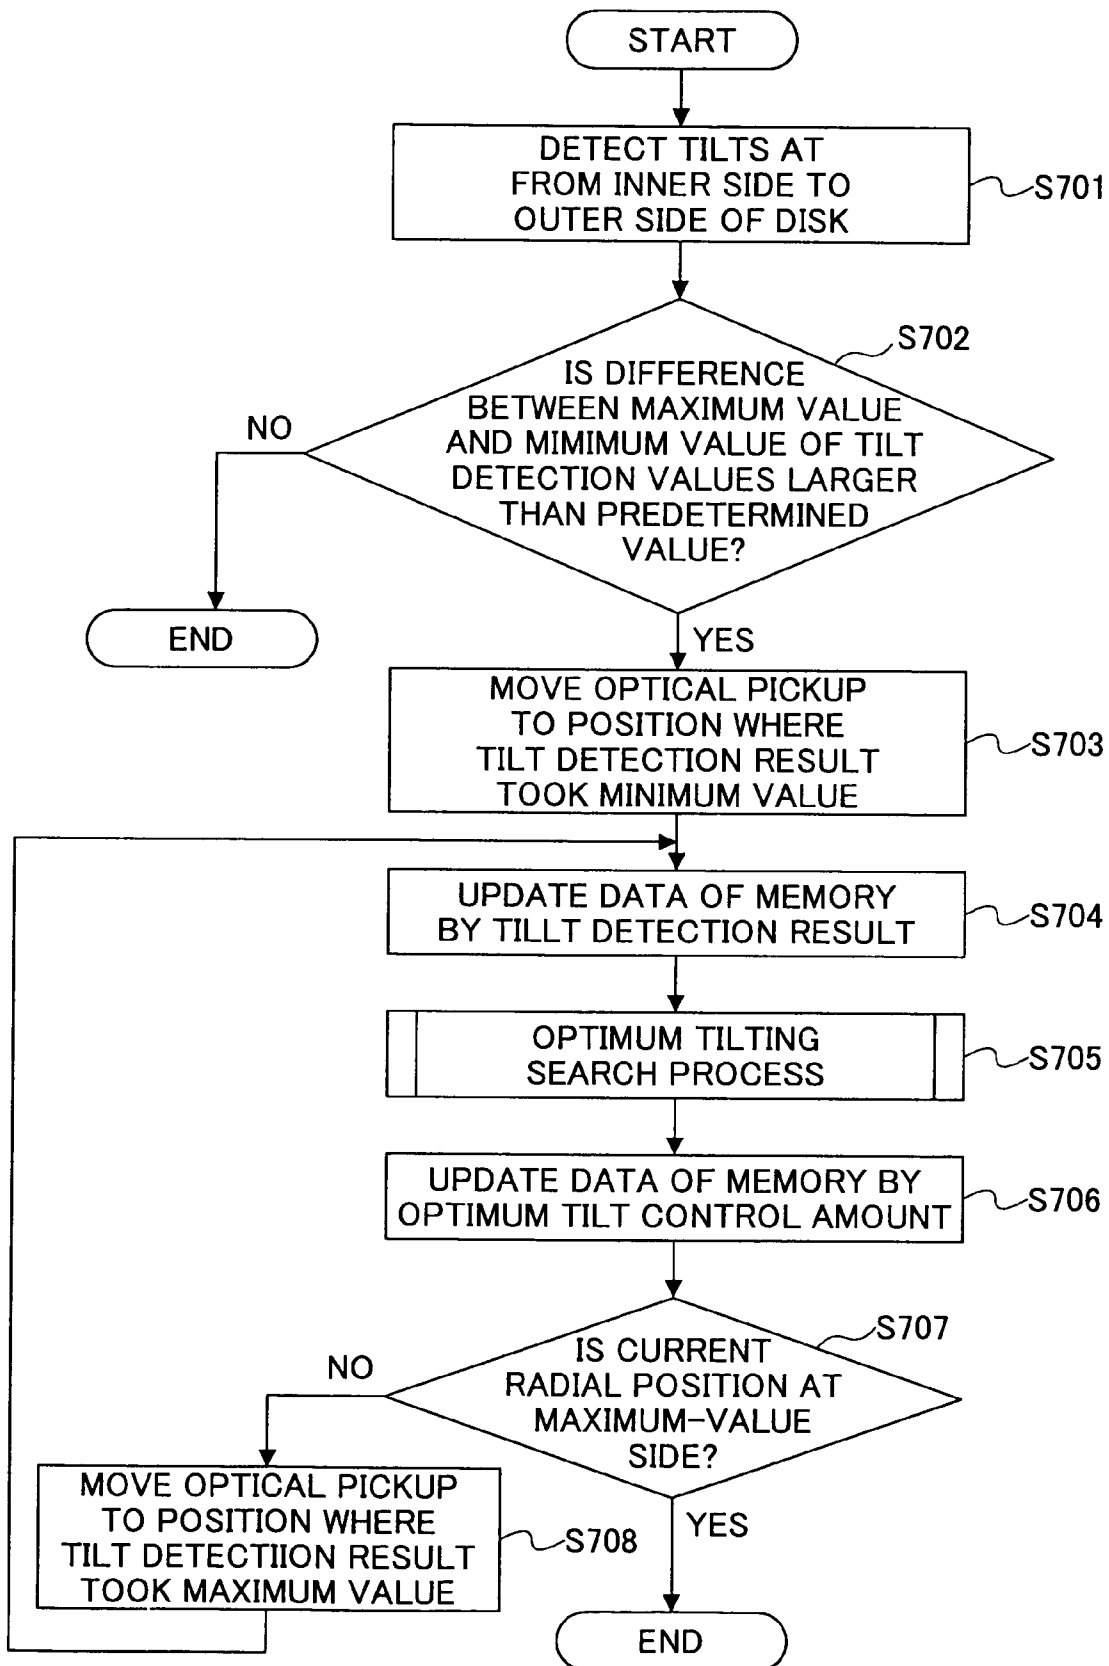 START
DETECT TILTS AT
FROM INNER SIDE TO
OUTER SIDE OF DISK
S701
S702
IS DIFFERENCE
BETWEEN MAXIMUM VALUE
AND MIMIMUM VALUE OF TILT
DETECTION VALUES LARGER
THAN PREDETERMINED
VALUE?
NO
END
YES
MOVE OPTICAL PICKUP
TO POSITION WHERE
TILT DETECTION RESULT
TOOK MINIMUM VALUE
S703
UPDATE DATA OF MEMORY
BY TILLT DETECTION RESULT
S704
OPTIMUM TILTING
SEARCH PROCESS
S705
UPDATE DATA OF MEMORY BY
OPTIMUM TILT CONTROL AMOUNT
S706
S707
IS CURRENT
RADIAL POSITION AT
MAXIMUM-VALUE
SIDE?
NO
MOVE OPTICAL PICKUP
TO POSITION WHERE
TILT DETECTIION RESULT
TOOK MAXIMUM VALUE
S708
YES
END